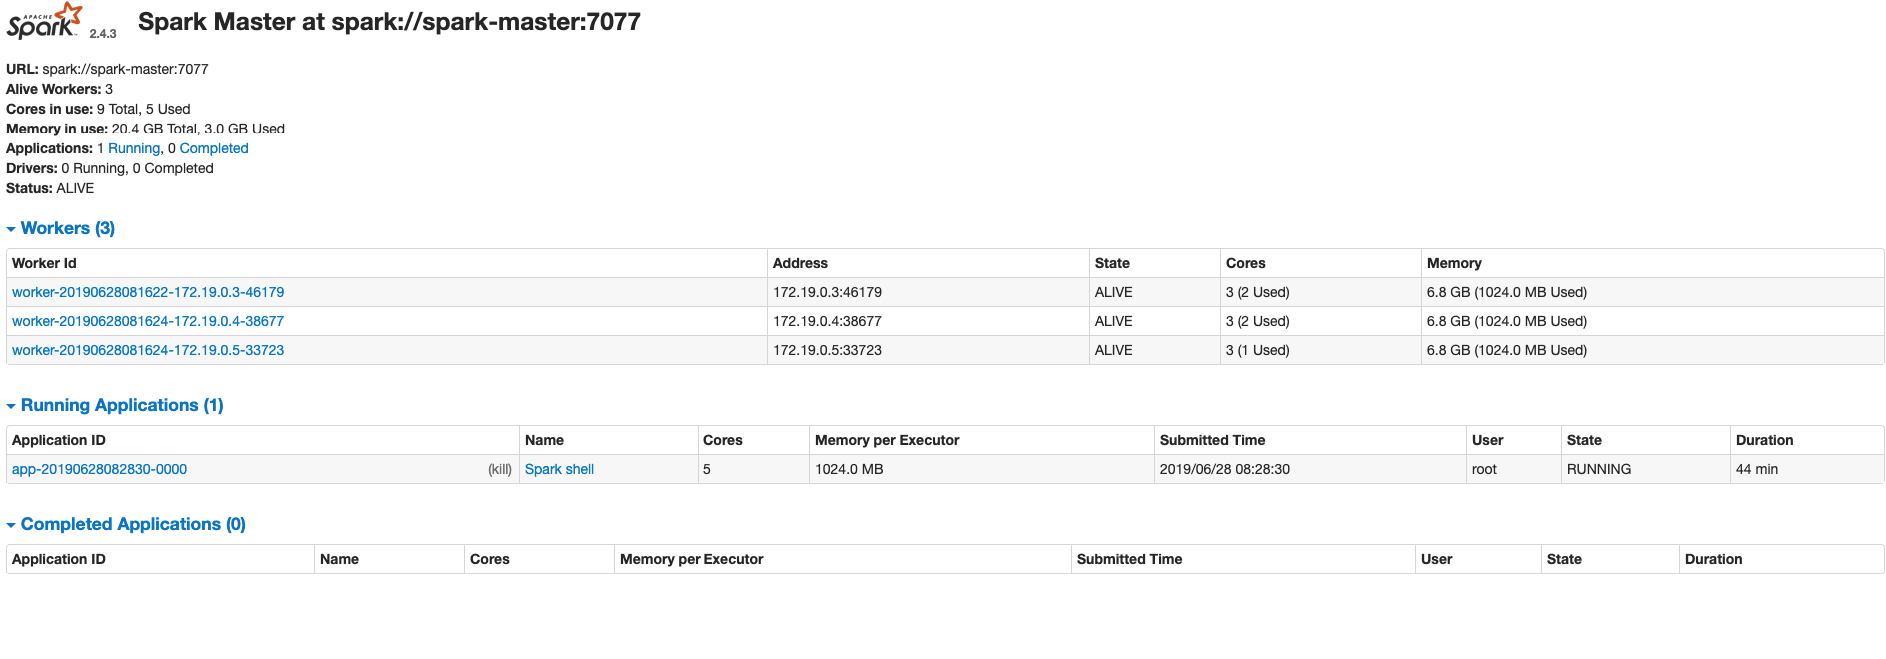 APACHE Spark 2.4.3 Spark Master at spark://spark-master:7077
URL: spark://spark-master:7077
Alive Workers: 3
Cores in use: 9 Total, 5 Used
Memory in use: 20.4 GB Total, 3.0 GB Used
Applications: 1 Running, 0 Completed
Drivers: 0 Running, 0 Completed
Status: ALIVE
Workers (3)
Worker Id Address State Cores Memory
worker-20190628081622-172.19.0.3-46179 172.19.0.3:46179 ALIVE 3 (2 Used) 6.8 GB (1024.0 MB Used)
worker-20190628081624-172.19.0.4-38677 172.19.0.4:38677 ALIVE 3 (2 Used) 6.8 GB (1024.0 MB Used)
worker-20190628081624-172.19.0.5-33723 172.19.0.5:33723 ALIVE 3 (1 Used) 6.8 GB (1024.0 MB Used)
Running Applications (1)
Application ID Name Cores Memory per Executor Submitted Time User State Duration
app-20190628082830-0000 (kill) Spark shell 5 1024.0 MB 2019/06/28 08:28:30 root RUNNING 44 min
Completed Applications (0)
Application ID Name Cores Memory per Executor Submitted Time User State Duration